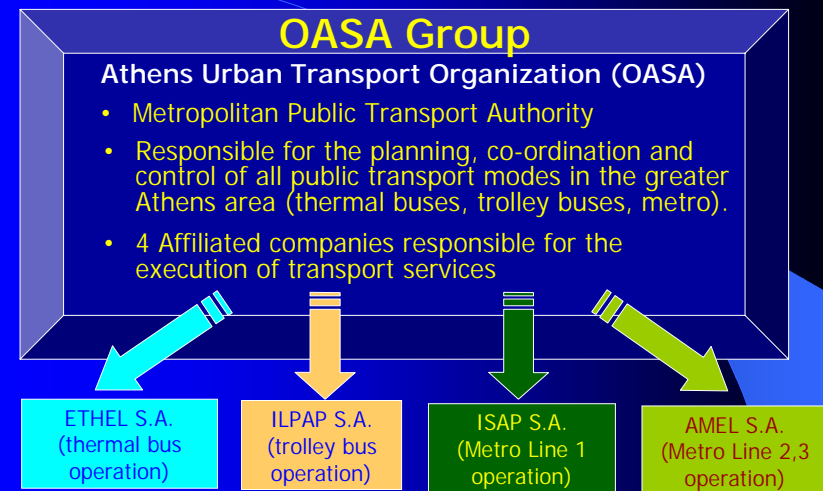 OASA Group
Athens Urban Transport Organization (OASA)
• Metropolitan Public Transport Authority
• Responsible for the planning, co-ordination and
control of all public transport modes in the greater
Athens area (thermal buses, trolley buses, metro).
• 4 Affiliated companies responsible for the
execution of transport services
ETHEL S.A.
(thermal bus
operation)
ILPAP S.A.
(trolley bus
operation)
ISAP S.A.
(Metro Line 1
operation)
AMEL S.A.
(Metro Line 2,3
operation)